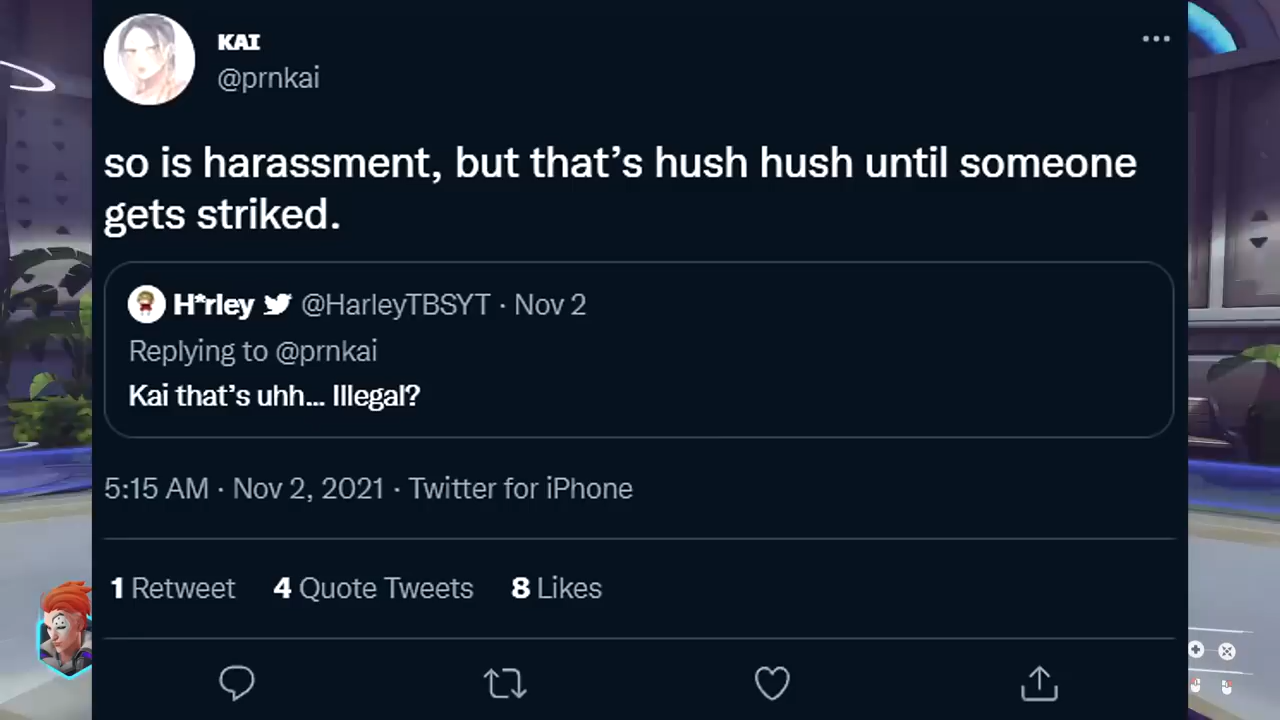 KAI
@prnkai
so is harassment, but that’s hush hush until someone
gets striked.
H*rley @HarleyTBSYT · Nov 2
Replying to @prnkai
Kai that’s uhh... Illegal?
5:15 AM · Nov 2, 2021 · Twitter for iPhone
1 Retweet 4 Quote Tweets 8 Likes